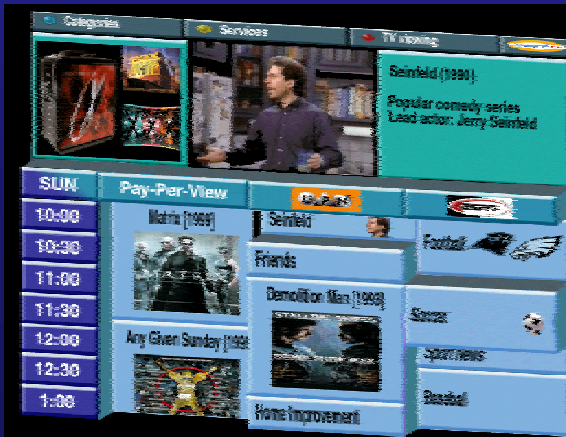 Categories
Services
TV viewing
Seinfeld (1990)
Popular comedy series
Lead actor: Jerry Seinfeld
SUN
Pay-Per-View
10:00
Matrix [1999]
Seinfeld
Football
10:30
Friends
11:00
Demolition Man [1993]
11:30
Soccer
12:00
Any Given Sunday [1999
Sport news
12:30
Baseball
1:00
Home Improvement